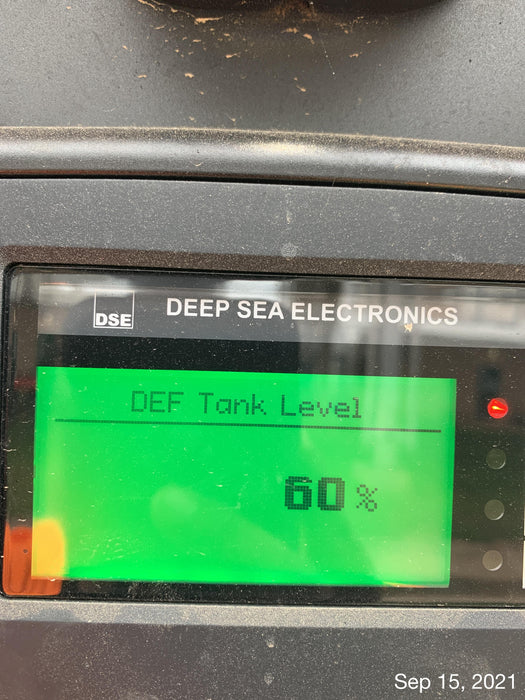 DSE DEEP SEA ELECTRONICS
DEF Tank Level
60 %
Sep 15, 2021